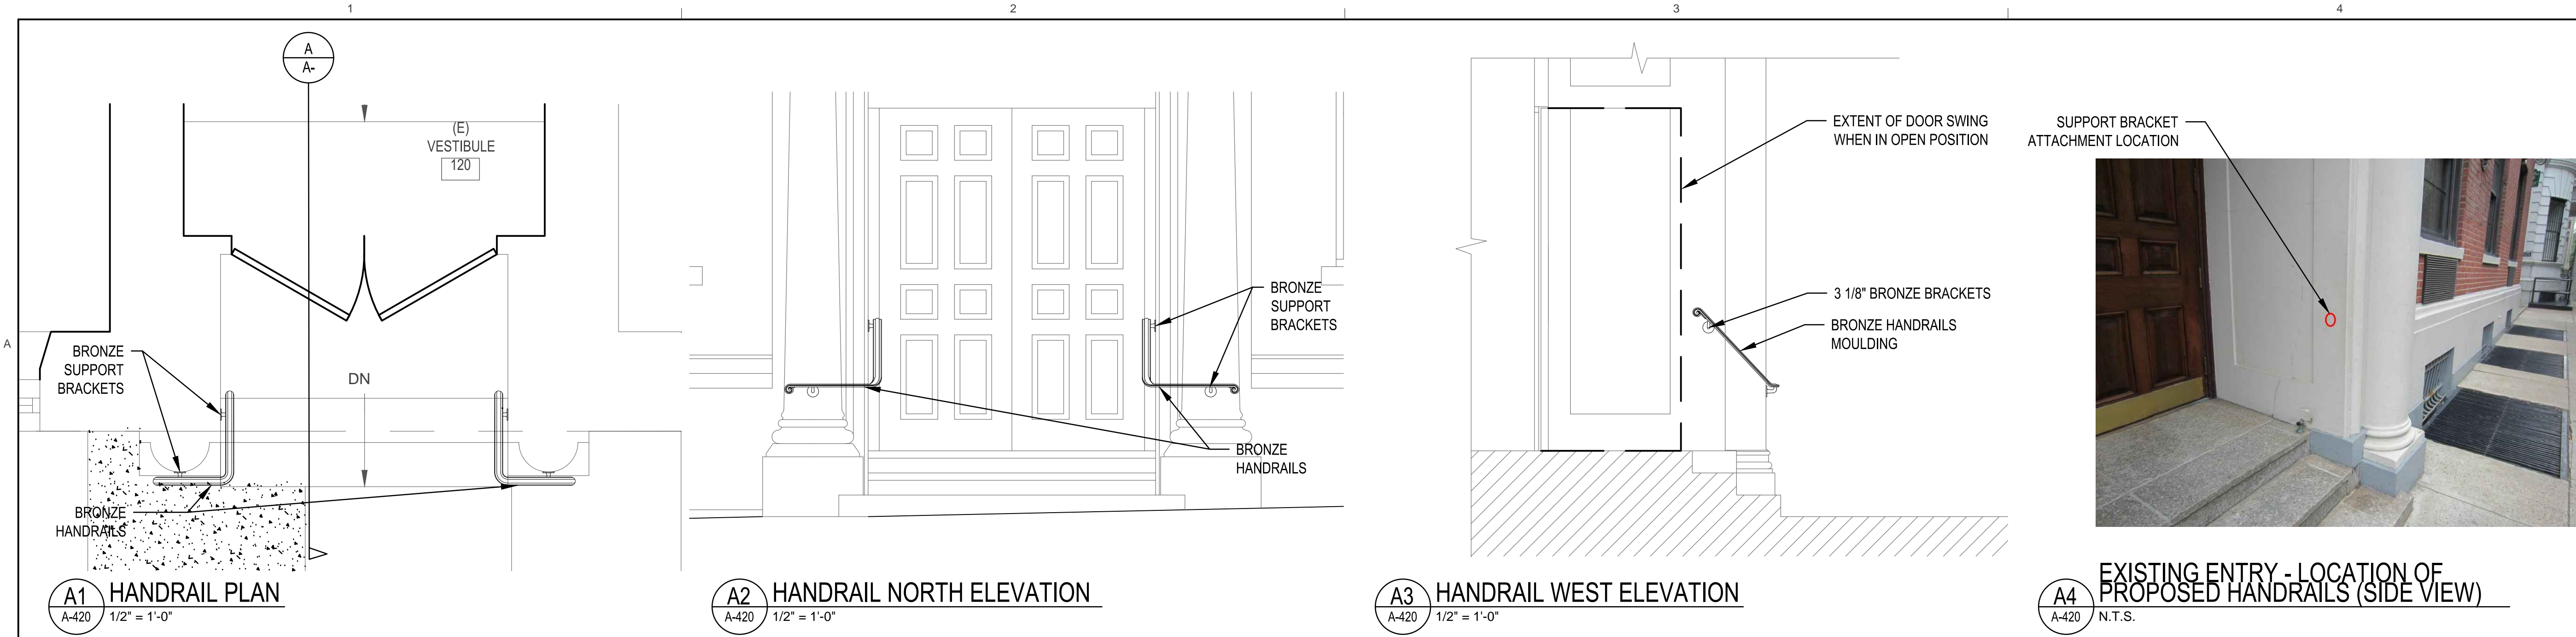 1
2
3
4
A
A-
(E)
VESTIBULE
120
BRONZE
SUPPORT
BRACKETS
DN
BRONZE
HANDRAILS
A
BRONZE
SUPPORT
BRACKETS
BRONZE
HANDRAILS
EXTENT OF DOOR SWING
WHEN IN OPEN POSITION
3 1/8" BRONZE BRACKETS
BRONZE HANDRAILS
MOULDING
SUPPORT BRACKET
ATTACHMENT LOCATION
A1
A-420
HANDRAIL PLAN
1/2" = 1'-0"
A2
A-420
HANDRAIL NORTH ELEVATION
1/2" = 1'-0"
A3
A-420
HANDRAIL WEST ELEVATION
1/2" = 1'-0"
A4
A-420
EXISTING ENTRY - LOCATION OF
PROPOSED HANDRAILS (SIDE VIEW)
N.T.S.